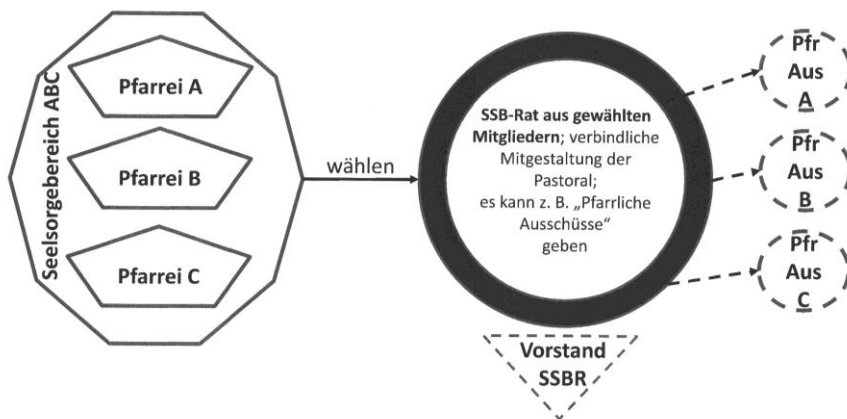 Seelsorgebereich ABC
Pfarrei A
Pfarrei B
Pfarrei C
wählen
SSB-Rat aus gewählten
Mitgliedern; verbindliche
Mitgestaltung der
Pastoral;
es kann z. B. „Pfarrliche
Ausschüsse“
geben
Vorstand
SSBR
Pfr
Aus
A
Pfr
Aus
B
Pfr
Aus
C